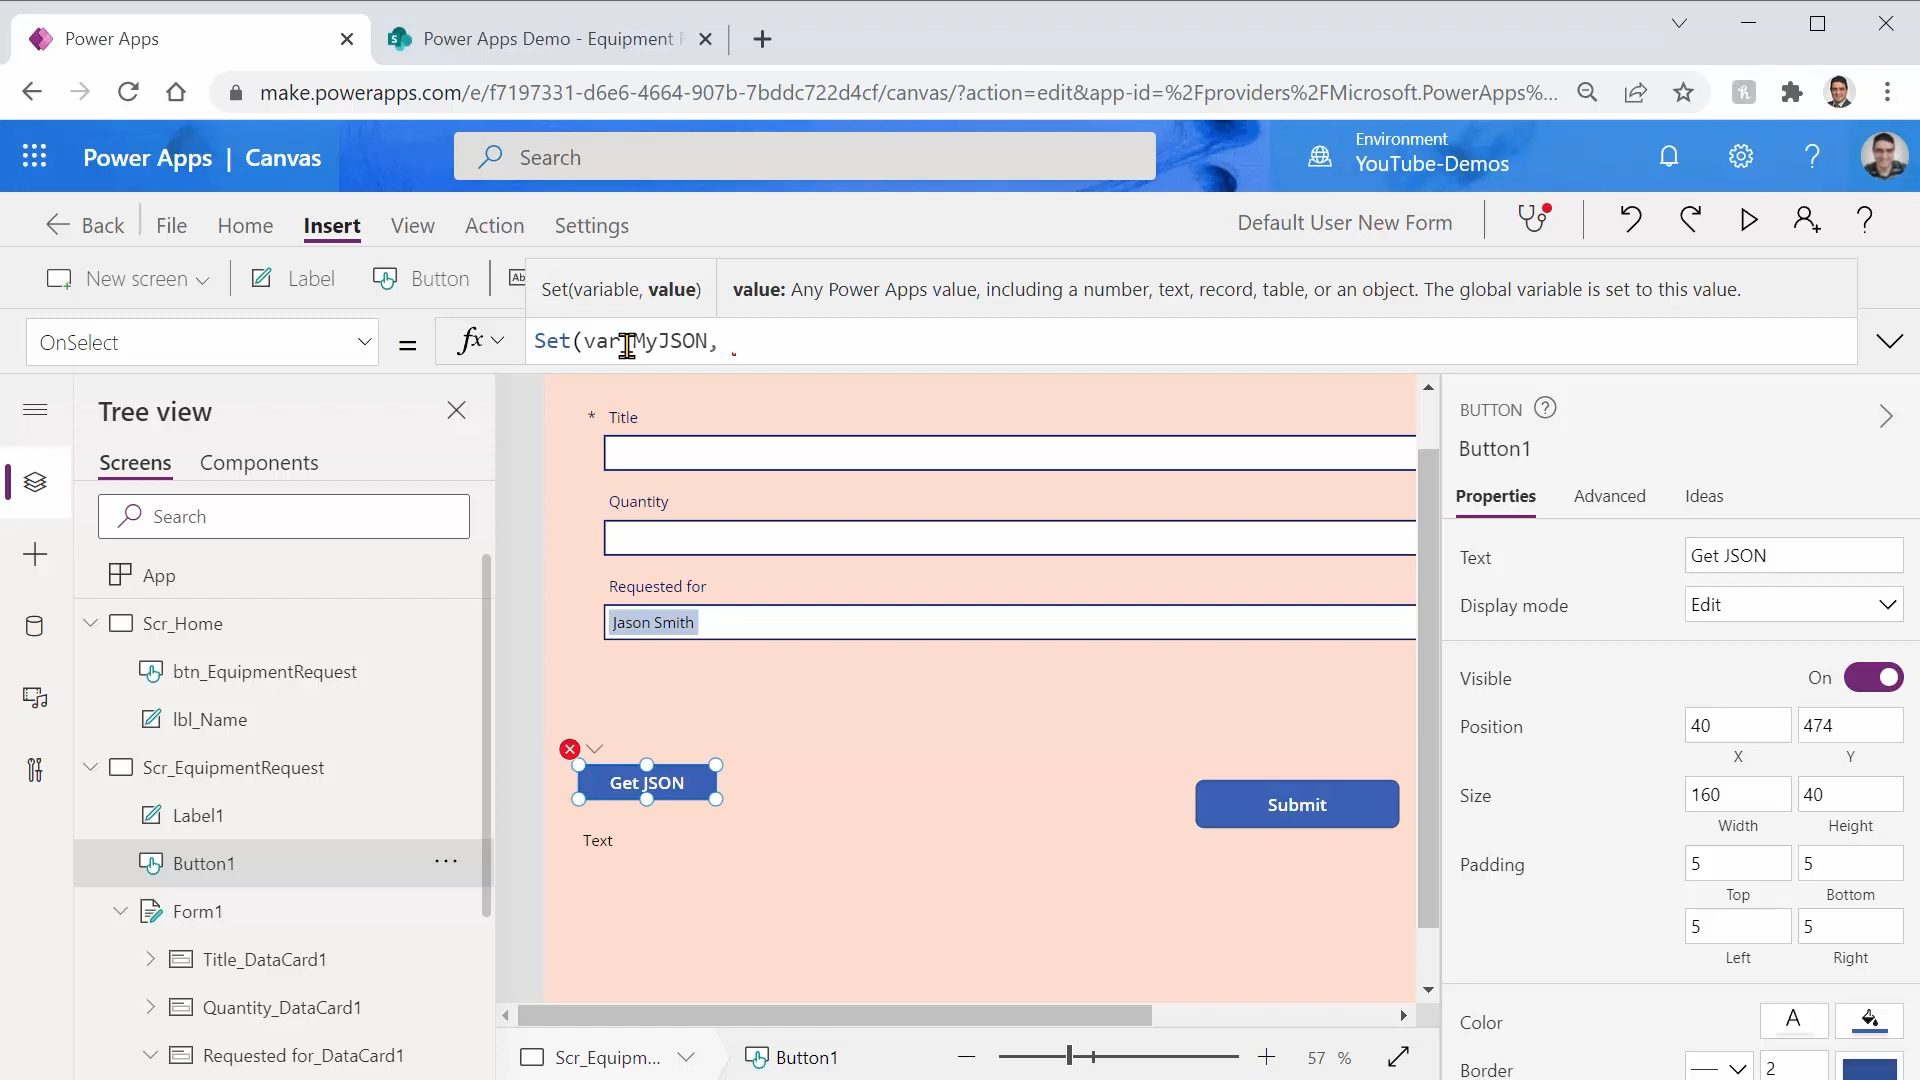 Power Apps
Power Apps Demo - Equipment
make.powerapps.com/e/f7197331-d6e6-4664-907b-7bddc722d4cf/canvas/?action=edit&app-id=%2Fproviders%2FMicrosoft.PowerApps%...
Power Apps | Canvas
Search
Environment
YouTube-Demos
Back
File
Home
Insert
View
Action
Settings
Default User New Form
New screen
Label
Button
Set(variable, value)
value: Any Power Apps value, including a number, text, record, table, or an object. The global variable is set to this value.
OnSelect
=
fx
Set(var_MyJSON,
Tree view
Screens
Components
Search
App
Scr_Home
btn_EquipmentRequest
lbl_Name
Scr_EquipmentRequest
Label1
Button1
Form1
Title_DataCard1
Quantity_DataCard1
Requested for_DataCard1
* Title
Quantity
Requested for
Jason Smith
Get JSON
Text
Submit
Scr_Equipm...
Button1
57 %
BUTTON
Button1
Properties
Advanced
Ideas
Text
Get JSON
Display mode
Edit
Visible
On
Position
40
474
X
Y
Size
160
40
Width
Height
Padding
5
5
Top
Bottom
5
5
Left
Right
Color
A
Border
2